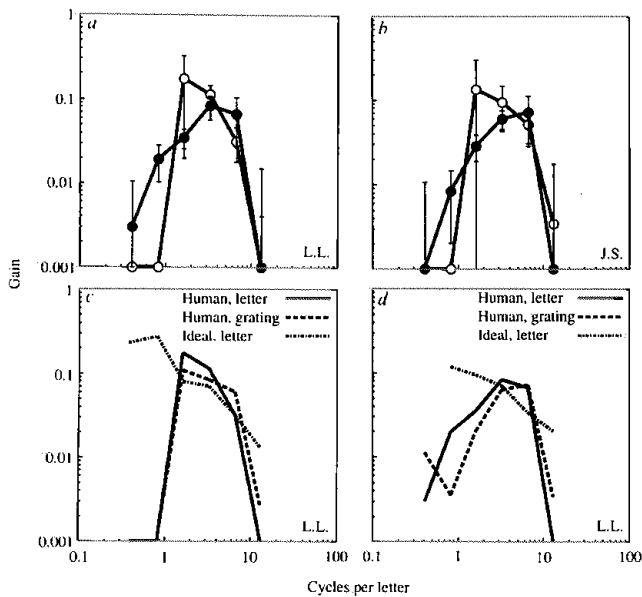 a
b
1
0.1
0.01
0.001
L.L.
J.S.
Gain
c
d
Human, letter
Human, grating
Ideal, letter
Human, letter
Human, grating
Ideal, letter
1
0.1
0.01
0.001
L.L.
L.L.
0.1 1 10 100
0.1 1 10 100
Cycles per letter